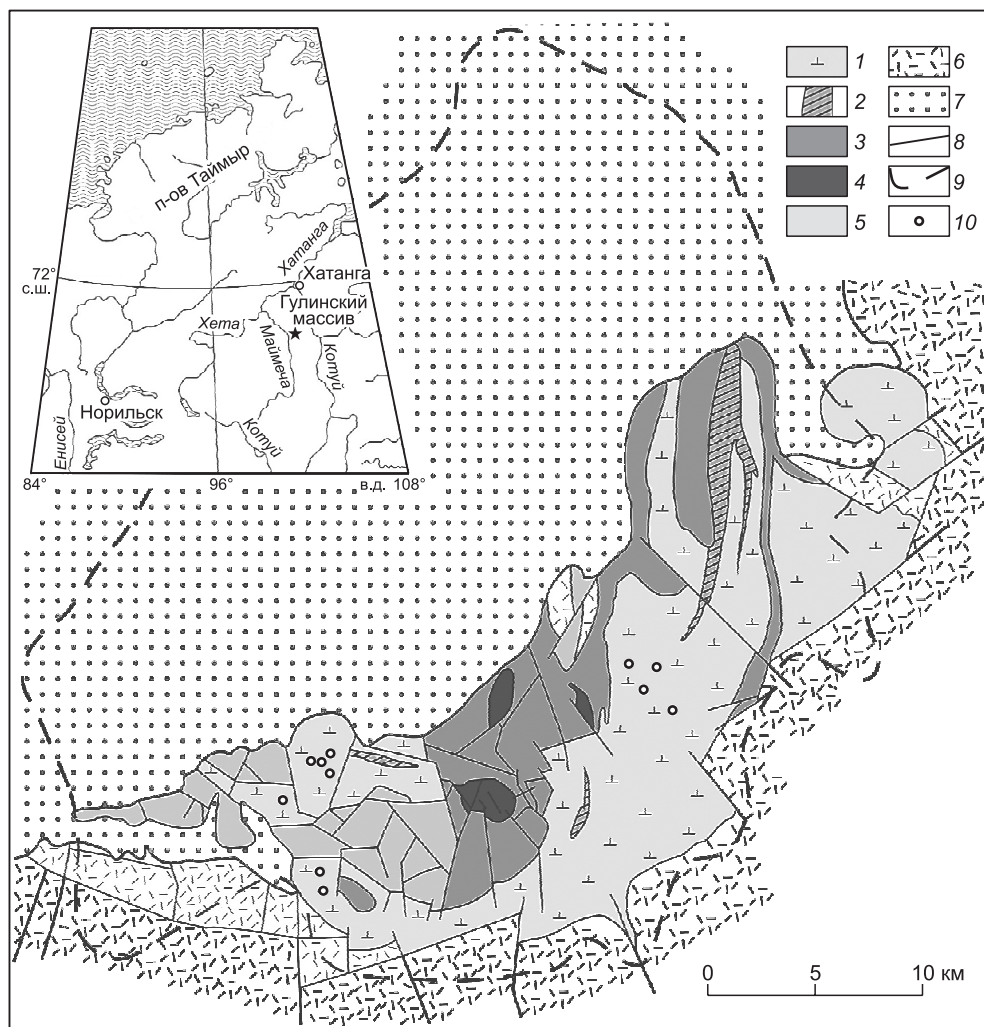 п-ов Таймыр
Хатанга
72°
с.ш.
Хатанга
Гулинский
массив
Хета
Маймеча
Котуй
Норильск
Котуй
Енисей
84°
96°
в.д. 108°
1
2
3
4
5
6
7
8
9
10
0
5
10 км